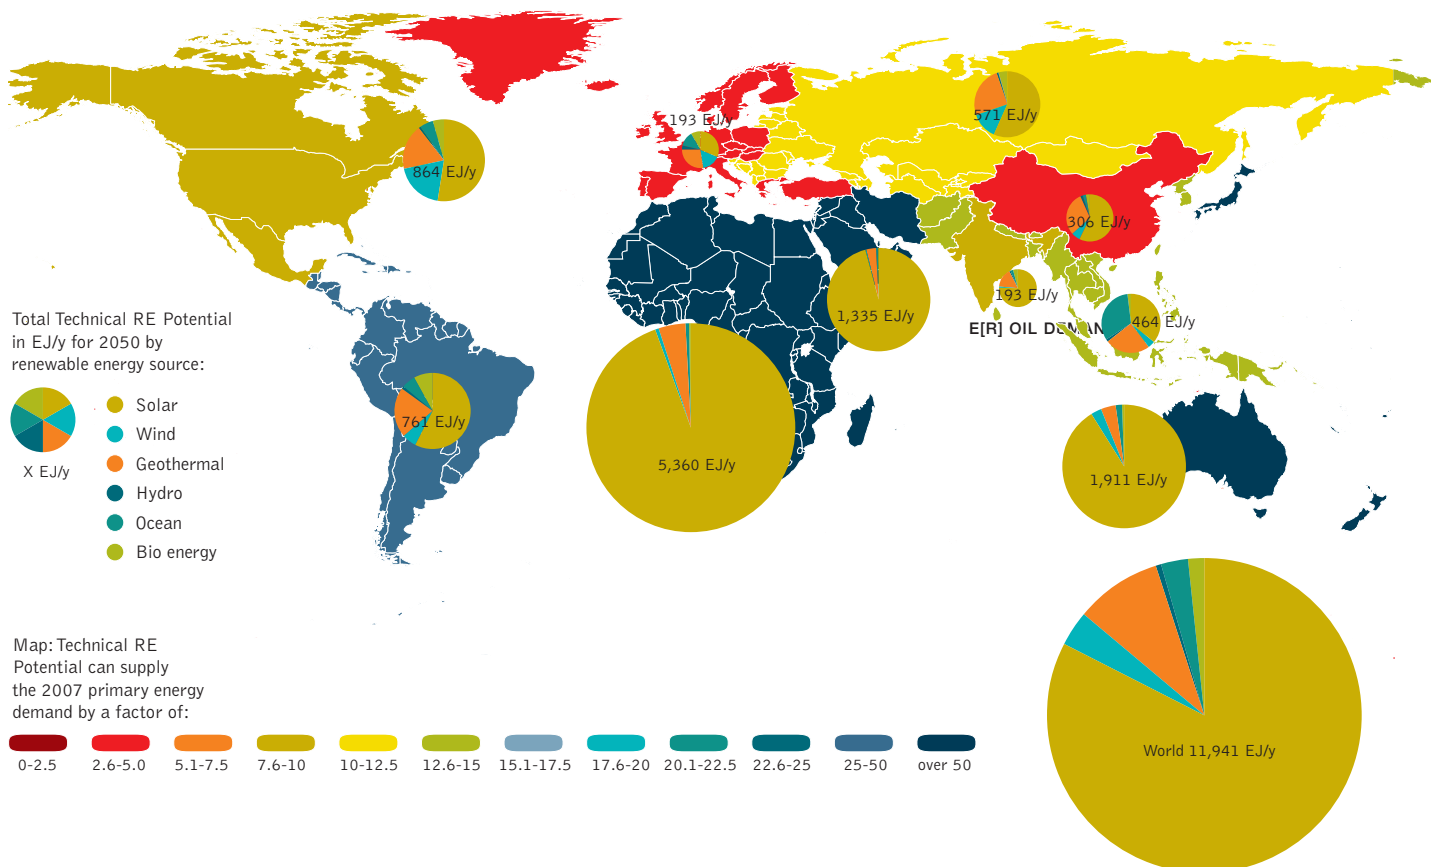 193 EJ/y
571 EJ/y
864 EJ/y
306 EJ/y
193 EJ/y
1,335 EJ/y
E[R] OIL DEMAN
464 EJ/y
Total Technical RE Potential
in EJ/y for 2050 by
renewable energy source:
Solar
Wind
Geothermal
Hydro
Ocean
Bio energy
X EJ/y
761 EJ/y
5,360 EJ/y
1,911 EJ/y
Map: Technical RE
Potential can supply
the 2007 primary energy
demand by a factor of:
0-2.5
2.6-5.0
5.1-7.5
7.6-10
10-12.5
12.6-15
15.1-17.5
17.6-20
20.1-22.5
22.6-25
25-50
over 50
World 11,941 EJ/y